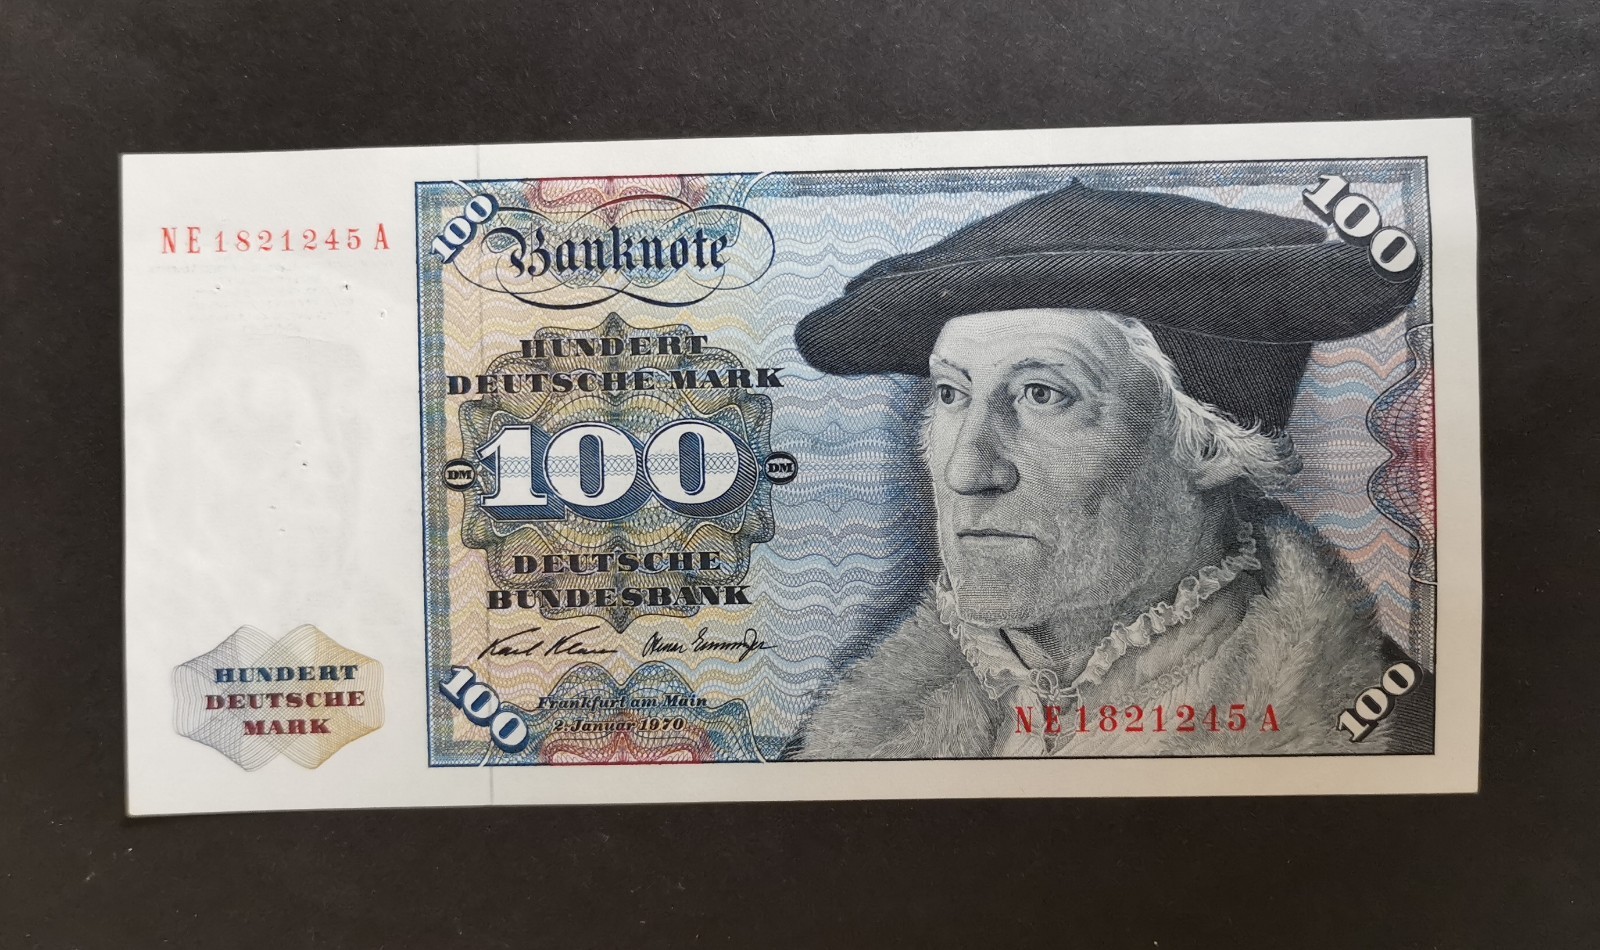 NE1821245A
100
Banknote
100
HUNDERT
DEUTSCHE MARK
DM 100 DM
DEUTSCHE
BUNDESBANK
100
Frankfurt am Main
2. Januar 1970
HUNDERT
DEUTSCHE
MARK
NE1821245A
100